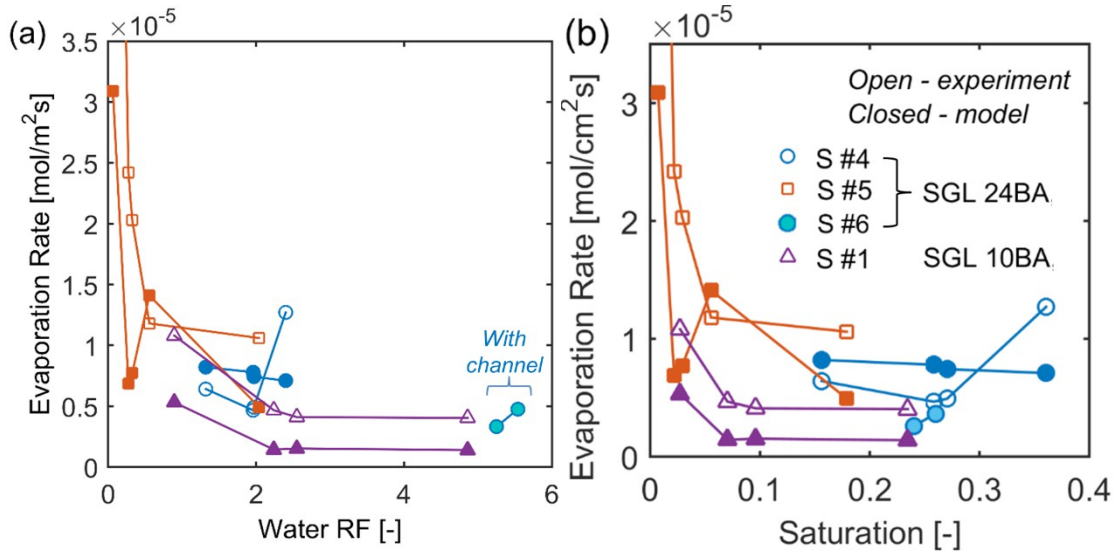 (a)
×10⁻⁵
3.5
3
2.5
2
1.5
1
0.5
0
Evaporation Rate [mol/m²s]
0 2 4 6
Water RF [-]
With
channel
(b)
×10⁻⁵
3
2
1
0
Evaporation Rate [mol/cm²s]
0 0.1 0.2 0.3 0.4
Saturation [-]
Open - experiment
Closed - model
S #4
S #5 SGL 24BA,
S #6
S #1 SGL 10BA,